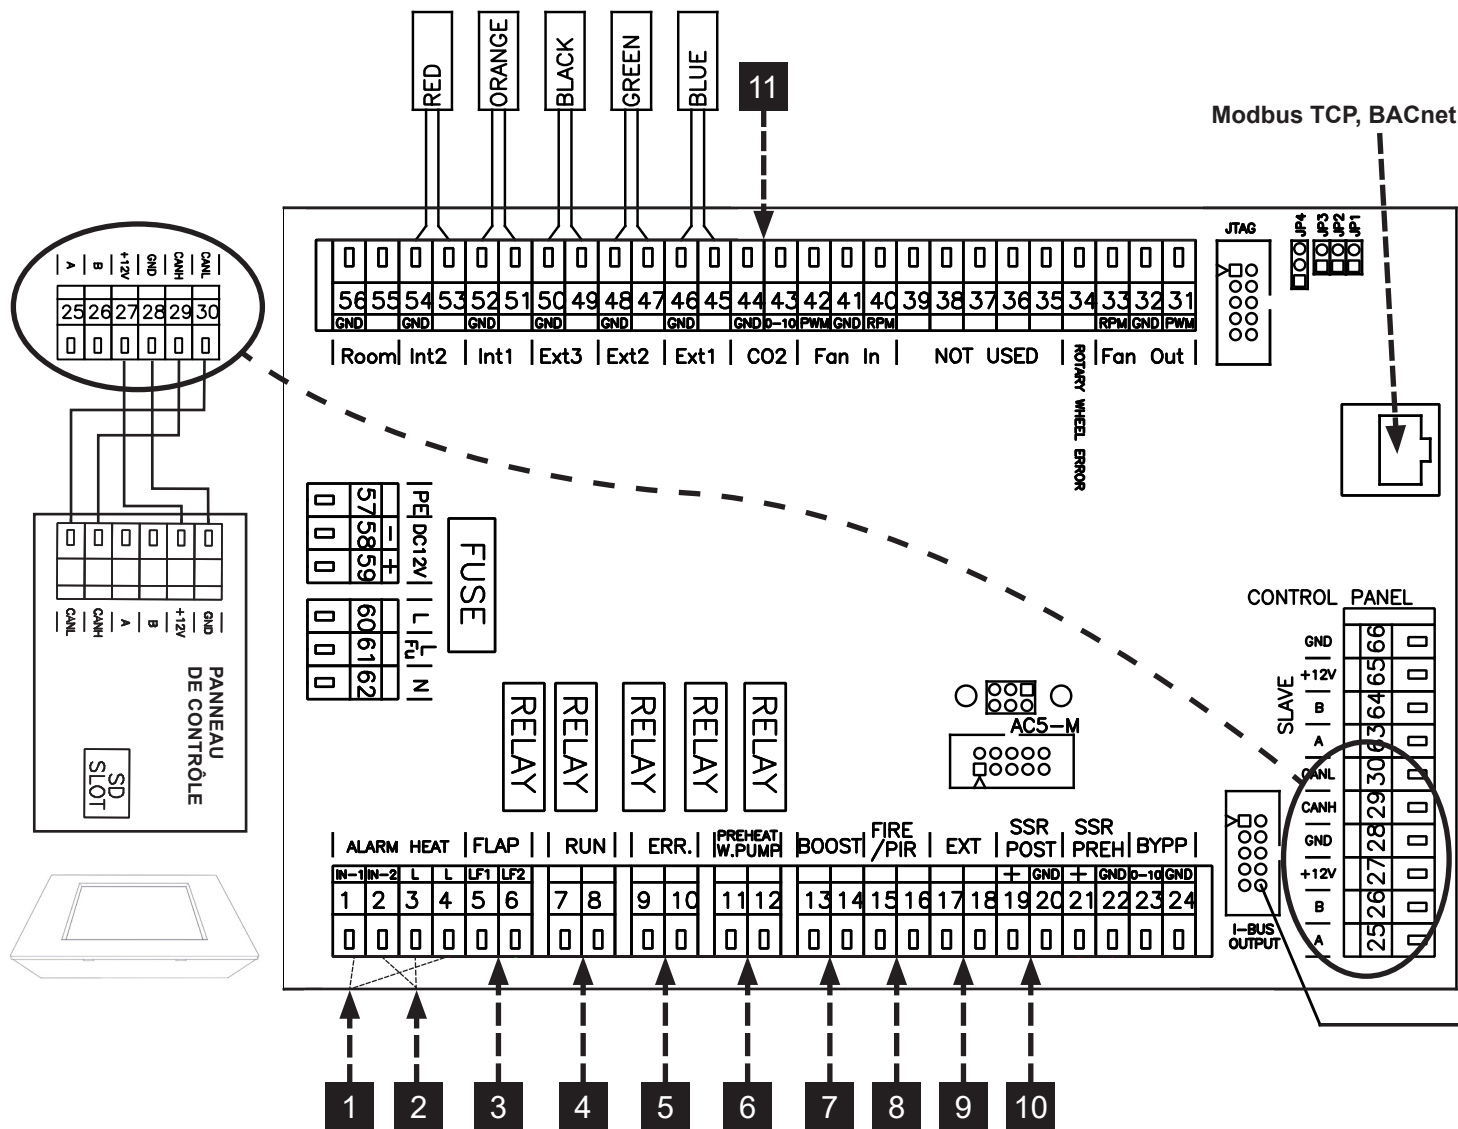 RED
ORANGE
BLACK
GREEN
BLUE
11
Modbus TCP, BACnet
A B +12V GND CANH CANL
25 26 27 28 29 30
JTAG
JP4 JP3 JP2 JP1
56 55 54 53 52 51 50 49 48 47 46 45 44 43 42 41 40 39 38 37 36 35 34 33 32 31
GND GND GND GND GND GND GND 0-10 PWM GND RPM RPM GND PWM
Room Int2 Int1 Ext3 Ext2 Ext1 CO2 Fan In NOT USED ROTARY WHEEL ERROR Fan Out
57 PE
58 - DC12V
59 +
60 L
61 L Fu
62 N
FUSE
CANL CANH A B +12V GND
PANNEAU
DE CONTRÔLE
SD
SLOT
RELAY
RELAY
RELAY
RELAY
RELAY
AC5-M
CONTROL PANEL
SLAVE
GND 66
+12V 65
B 64
A 63
CANL 30
CANH 29
GND 28
+12V 27
B 26
A 25
I-BUS
OUTPUT
ALARM HEAT FLAP RUN ERR. PREHEAT W.PUMP BOOST FIRE /PIR EXT SSR POST SSR PREH BYPP
IN-1 IN-2 L L LF1 LF2 + GND + GND 0-10 GND
1 2 3 4 5 6 7 8 9 10 11 12 13 14 15 16 17 18 19 20 21 22 23 24
1 2 3 4 5 6 7 8 9 10